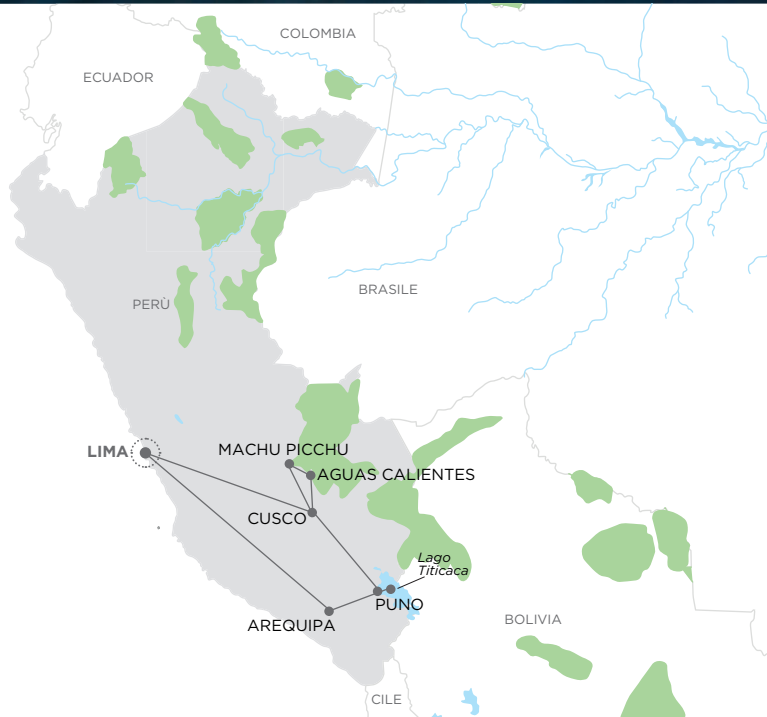 COLOMBIA
ECUADOR
BRASILE
PERÙ
LIMA
MACHU PICCHU
AGUAS CALIENTES
CUSCO
Lago
Titicaca
PUNO
AREQUIPA
BOLIVIA
CILE